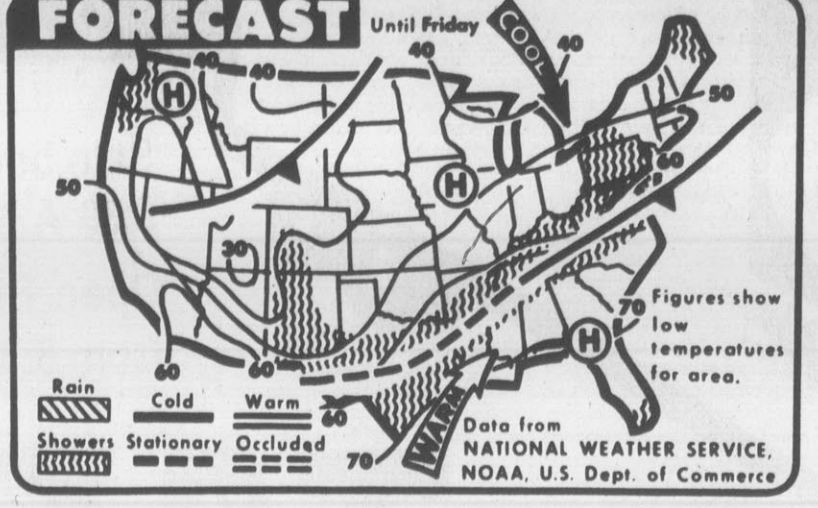 FORECAST
Until Friday
COOL
40
40
40
40
H
50
50
H
60
30
70
H
Figures show
low
temperatures
for area.
60
60
Rain
Cold
Warm
60
Showers
Stationary
Occluded
70
WARM
Data from
NATIONAL WEATHER SERVICE,
NOAA, U.S. Dept. of Commerce